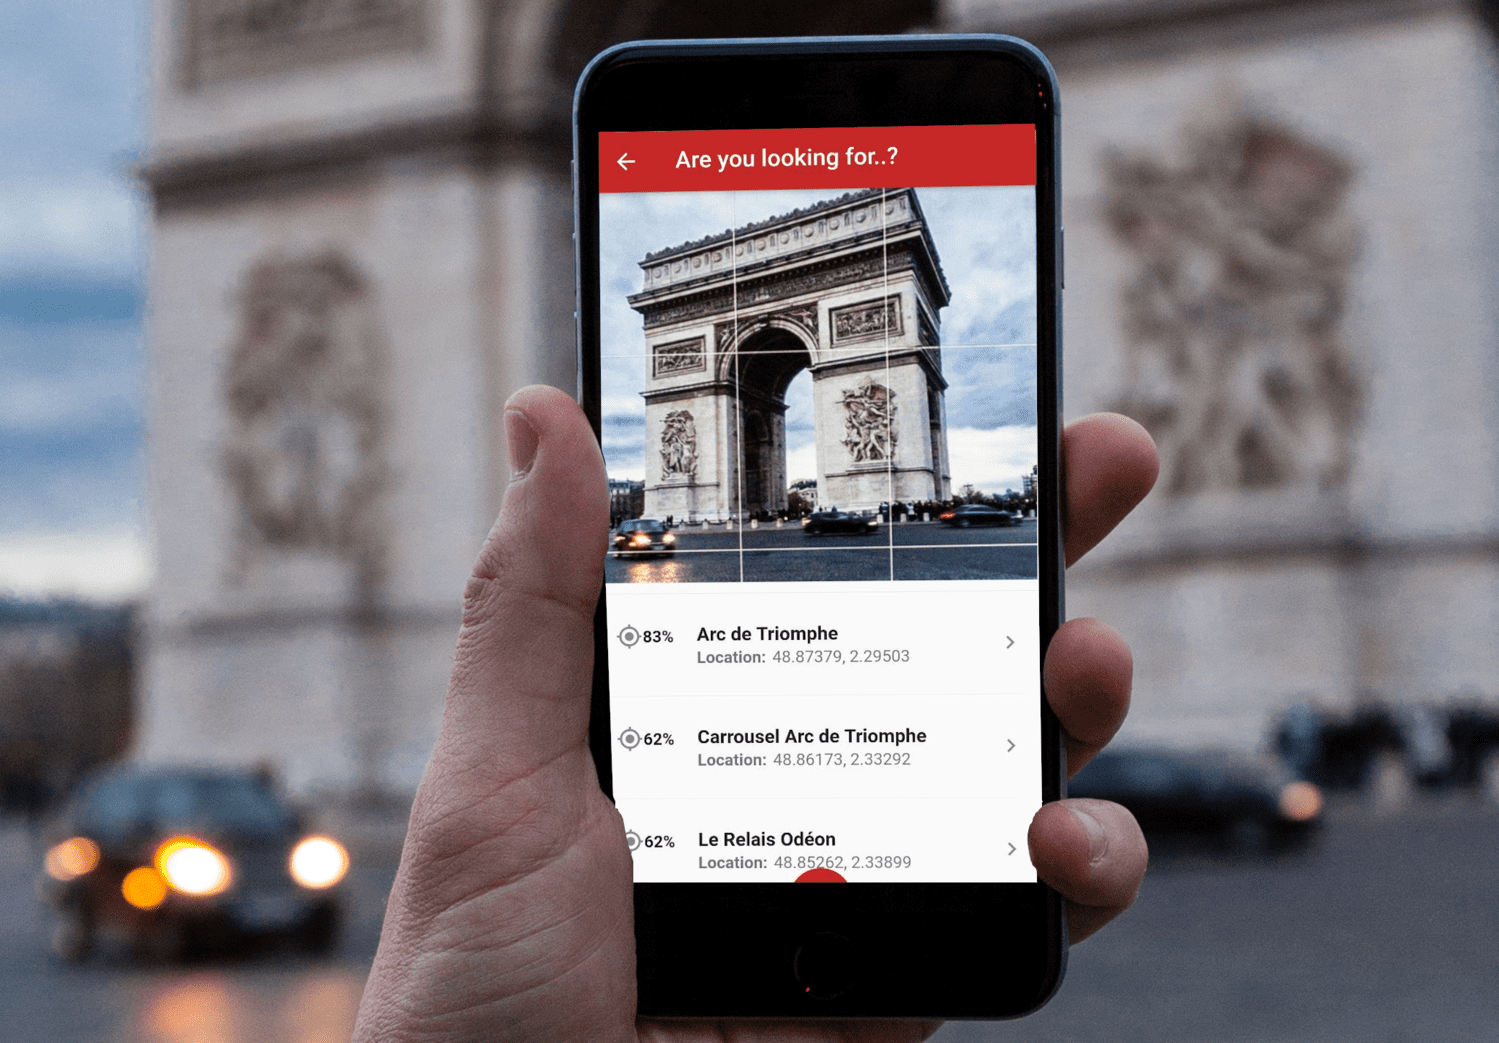 Are you looking for..?
83%
Arc de Triomphe
Location: 48.87379, 2.29503
62%
Carrousel Arc de Triomphe
Location: 48.86173, 2.33292
62%
Le Relais Odéon
Location: 48.85262, 2.33899